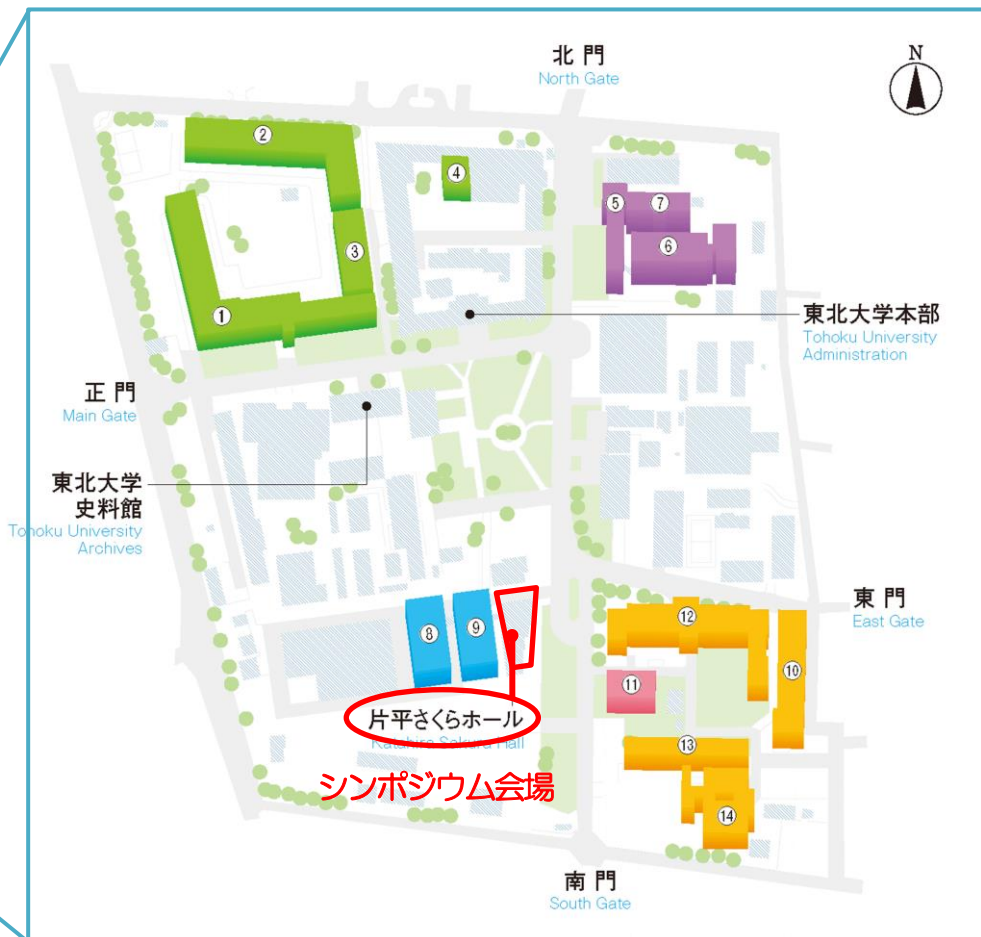 北門
North Gate
N
②
④
⑤
⑦
③
⑥
①
東北大学本部
Tohoku University
Administration
正門
Main Gate
東北大学
史料館
Tohoku University
Archives
東門
East Gate
⑧
⑨
⑫
⑩
⑪
片平さくらホール
Katahira Sakura Hall
シンポジウム会場
⑬
⑭
南門
South Gate